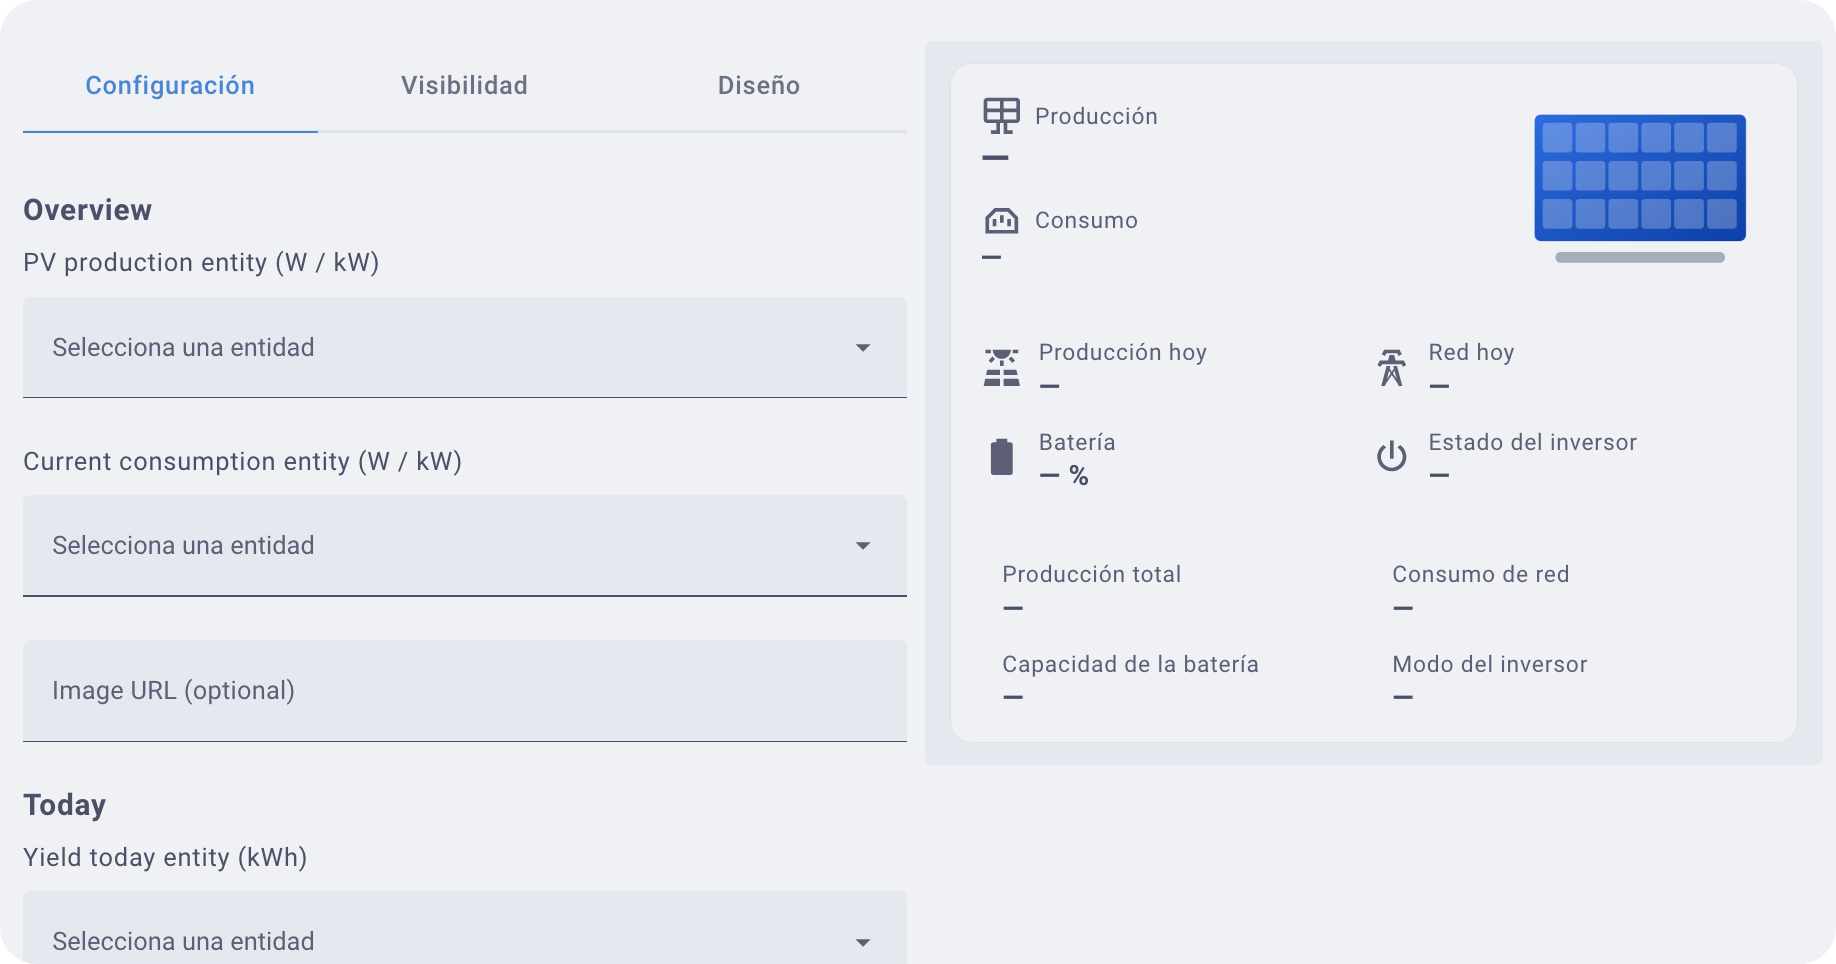 Configuración
Visibilidad
Diseño
Overview
PV production entity (W / kW)
Selecciona una entidad
Current consumption entity (W / kW)
Selecciona una entidad
Image URL (optional)
Today
Yield today entity (kWh)
Selecciona una entidad
Producción
—
Consumo
—
Producción hoy
—
Red hoy
—
Batería
— %
Estado del inversor
—
Producción total
—
Consumo de red
—
Capacidad de la batería
—
Modo del inversor
—